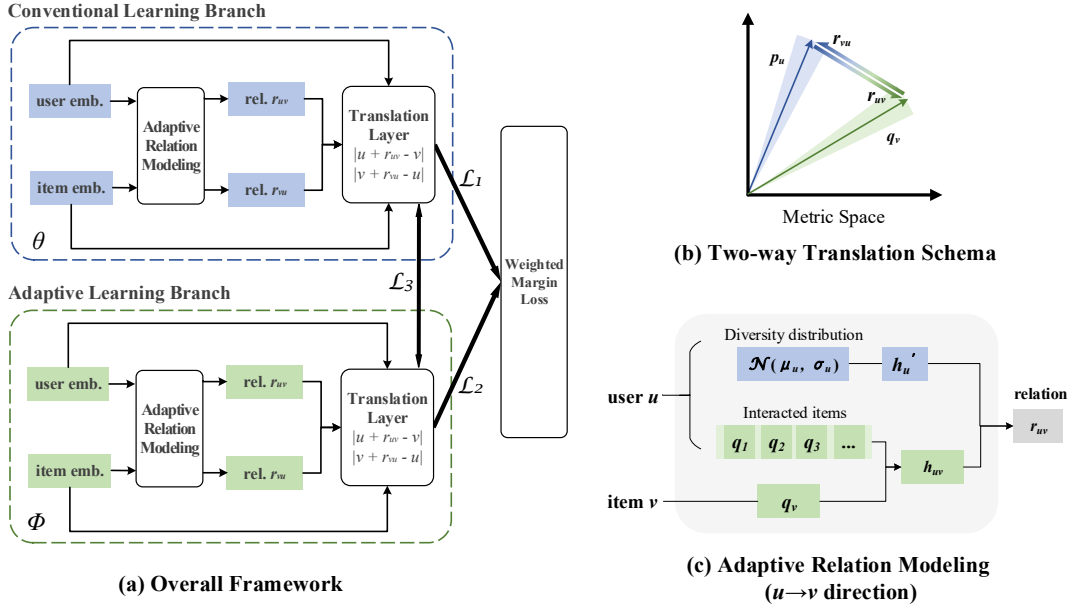 Conventional Learning Branch
user emb.
item emb.
Adaptive
Relation
Modeling
rel. r_uv
rel. r_vu
Translation
Layer
|u + r_uv - v|
|v + r_vu - u|
θ
ℒ1
ℒ3
ℒ2
Weighted
Margin
Loss
Adaptive Learning Branch
user emb.
item emb.
Adaptive
Relation
Modeling
rel. r_uv
rel. r_vu
Translation
Layer
|u + r_uv - v|
|v + r_vu - u|
Φ
(a) Overall Framework
p_u
r_vu
r_uv
q_v
Metric Space
(b) Two-way Translation Schema
Diversity distribution
𝒩(μ_u, σ_u)
h_u′
user u
Interacted items
q_1 q_2 q_3 ...
h_uv
item v
q_v
relation
r_uv
(c) Adaptive Relation Modeling
(u→v direction)